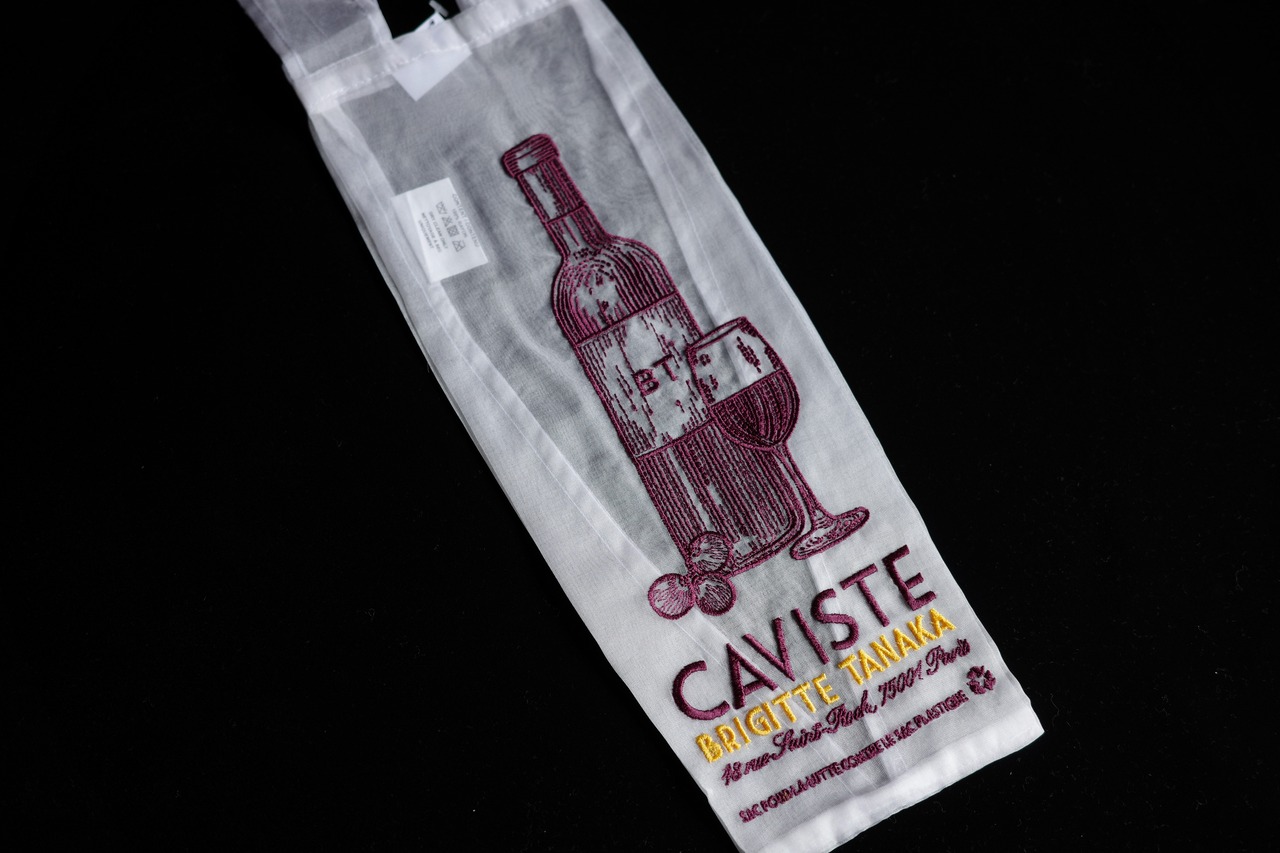 BT
CAVISTE
BRIGITTE TANAKA
18 rue Saint-Roch, 75001 Paris
SAC POUR LA LUTTE CONTRE LE SAC PLASTIQUE